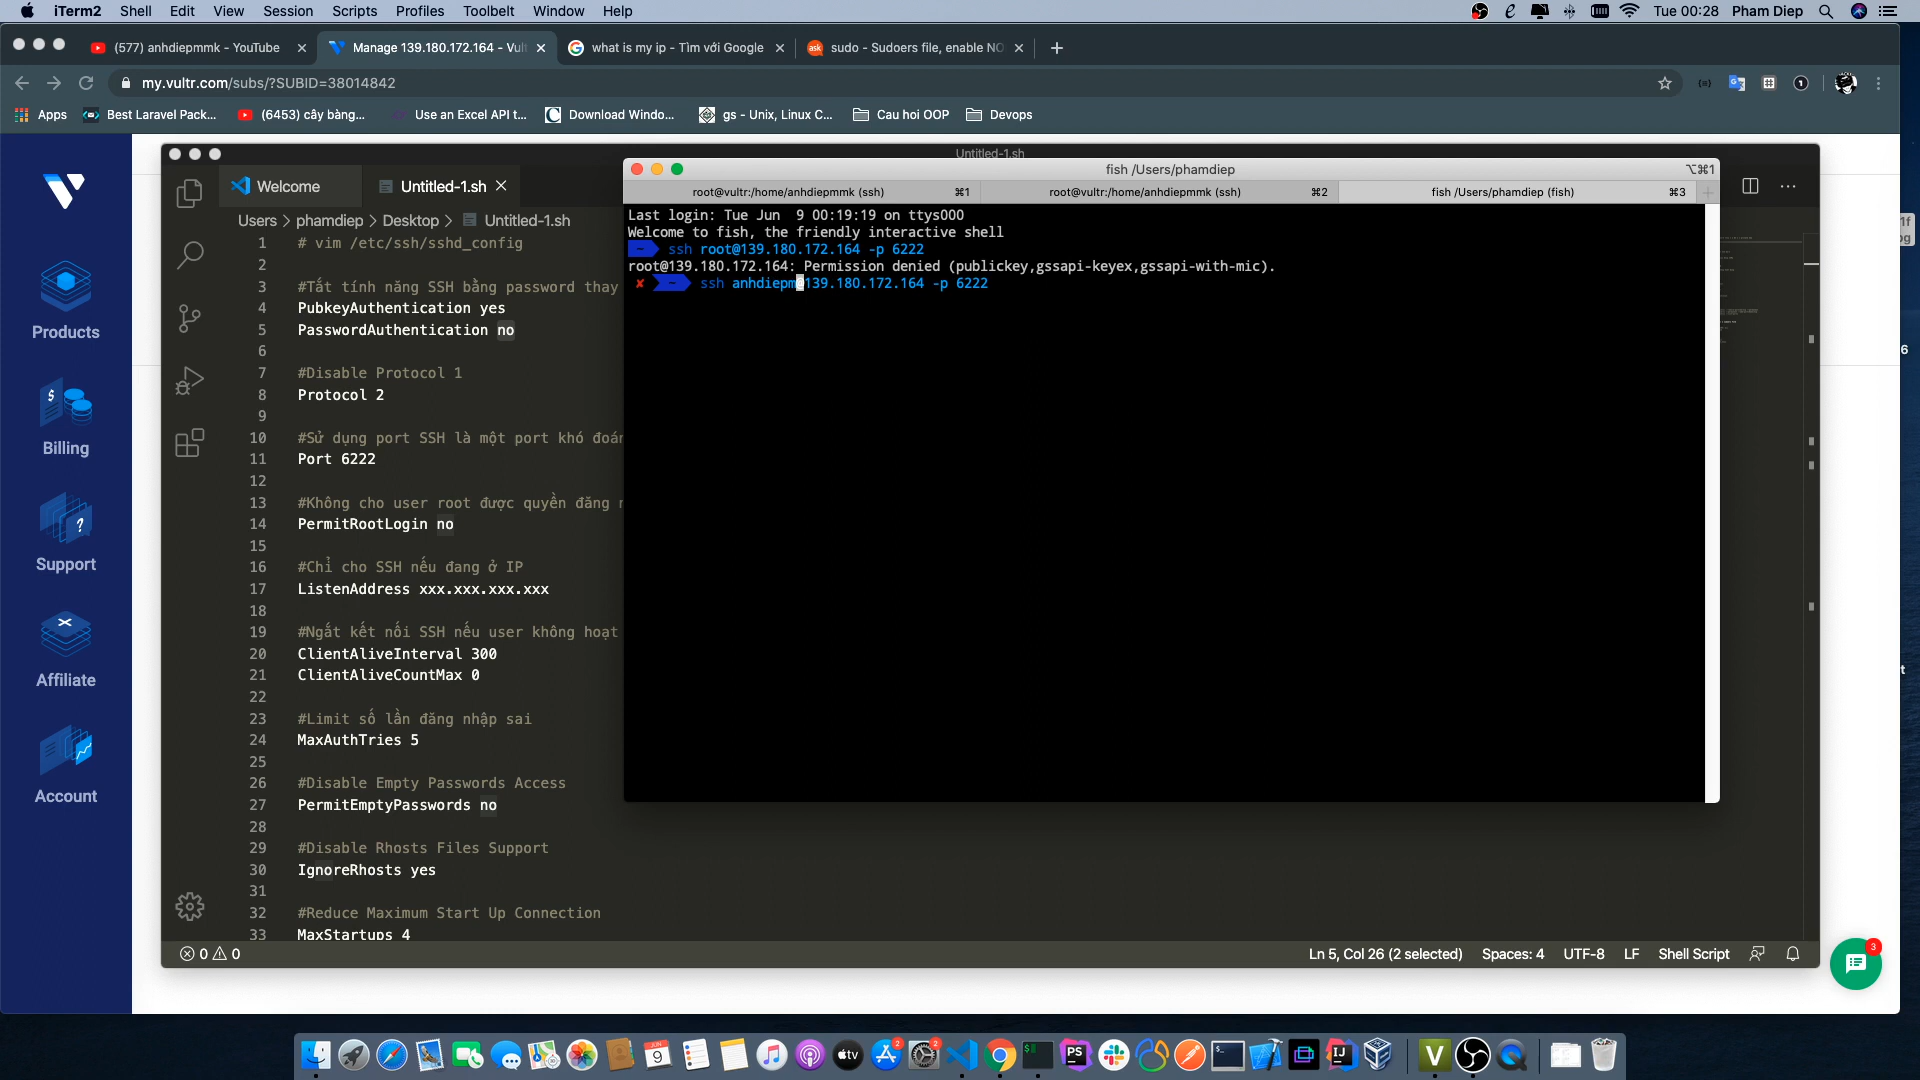 iTerm2 Shell Edit View Session Scripts Profiles Toolbelt Window Help
Tue 00:28 Pham Diep
(577) anhdiepmmk - YouTube
Manage 139.180.172.164 - Vul
what is my ip - Tìm với Google
sudo - Sudoers file, enable NO
my.vultr.com/subs/?SUBID=38014842
Apps
Best Laravel Pack...
(6453) cây bàng...
Use an Excel API t...
Download Windo...
gs - Unix, Linux C...
Cau hoi OOP
Devops
Products
Billing
Support
Affiliate
Account
Untitled-1.sh
Welcome
Untitled-1.sh
Users > phamdiep > Desktop > Untitled-1.sh
1 # vim /etc/ssh/sshd_config
2
3 #Tắt tính năng SSH bằng password thay
4 PubkeyAuthentication yes
5 PasswordAuthentication no
6
7 #Disable Protocol 1
8 Protocol 2
9
10 #Sử dụng port SSH là một port khó đoán
11 Port 6222
12
13 #Không cho user root được quyền đăng n
14 PermitRootLogin no
15
16 #Chỉ cho SSH nếu đang ở IP
17 ListenAddress xxx.xxx.xxx.xxx
18
19 #Ngắt kết nối SSH nếu user không hoạt
20 ClientAliveInterval 300
21 ClientAliveCountMax 0
22
23 #Limit số lần đăng nhập sai
24 MaxAuthTries 5
25
26 #Disable Empty Passwords Access
27 PermitEmptyPasswords no
28
29 #Disable Rhosts Files Support
30 IgnoreRhosts yes
31
32 #Reduce Maximum Start Up Connection
33 MaxStartups 4
fish /Users/phamdiep
⌥⌘1
root@vultr:/home/anhdiepmmk (ssh) ⌘1
root@vultr:/home/anhdiepmmk (ssh) ⌘2
fish /Users/phamdiep (fish) ⌘3
Last login: Tue Jun  9 00:19:19 on ttys000
Welcome to fish, the friendly interactive shell
~ ssh root@139.180.172.164 -p 6222
root@139.180.172.164: Permission denied (publickey,gssapi-keyex,gssapi-with-mic).
✘ ~ ssh anhdiepm@139.180.172.164 -p 6222
0 0
Ln 5, Col 26 (2 selected) Spaces: 4 UTF-8 LF Shell Script
3
JUN 9
tv
2
2
PS
IJ
V